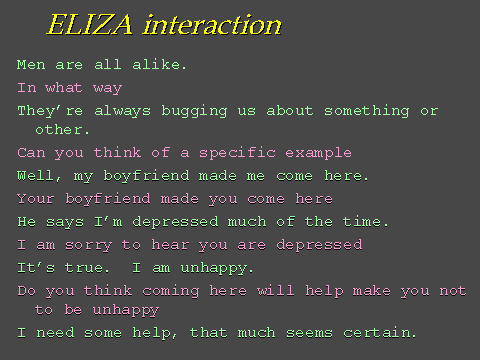 ELIZA interaction
Men are all alike.
In what way
They're always bugging us about something or
other.
Can you think of a specific example
Well, my boyfriend made me come here.
Your boyfriend made you come here
He says I'm depressed much of the time.
I am sorry to hear you are depressed
It's true.  I am unhappy.
Do you think coming here will help make you not
to be unhappy
I need some help, that much seems certain.